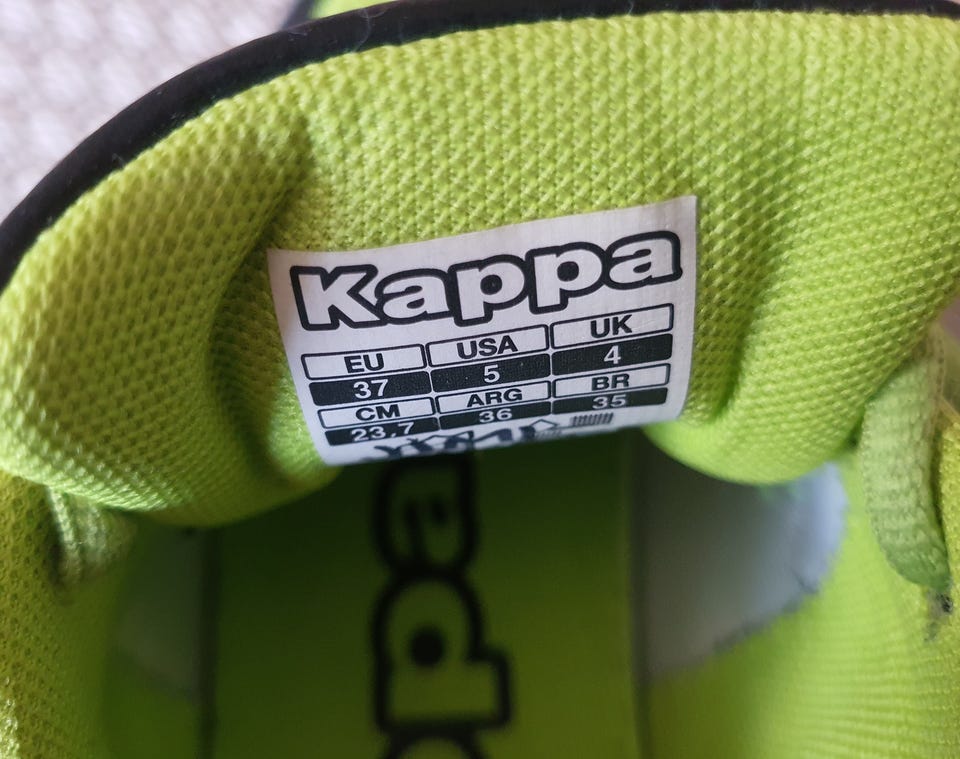 Kappa
EU USA UK
37 5 4
CM ARG BR
23,7 36 35